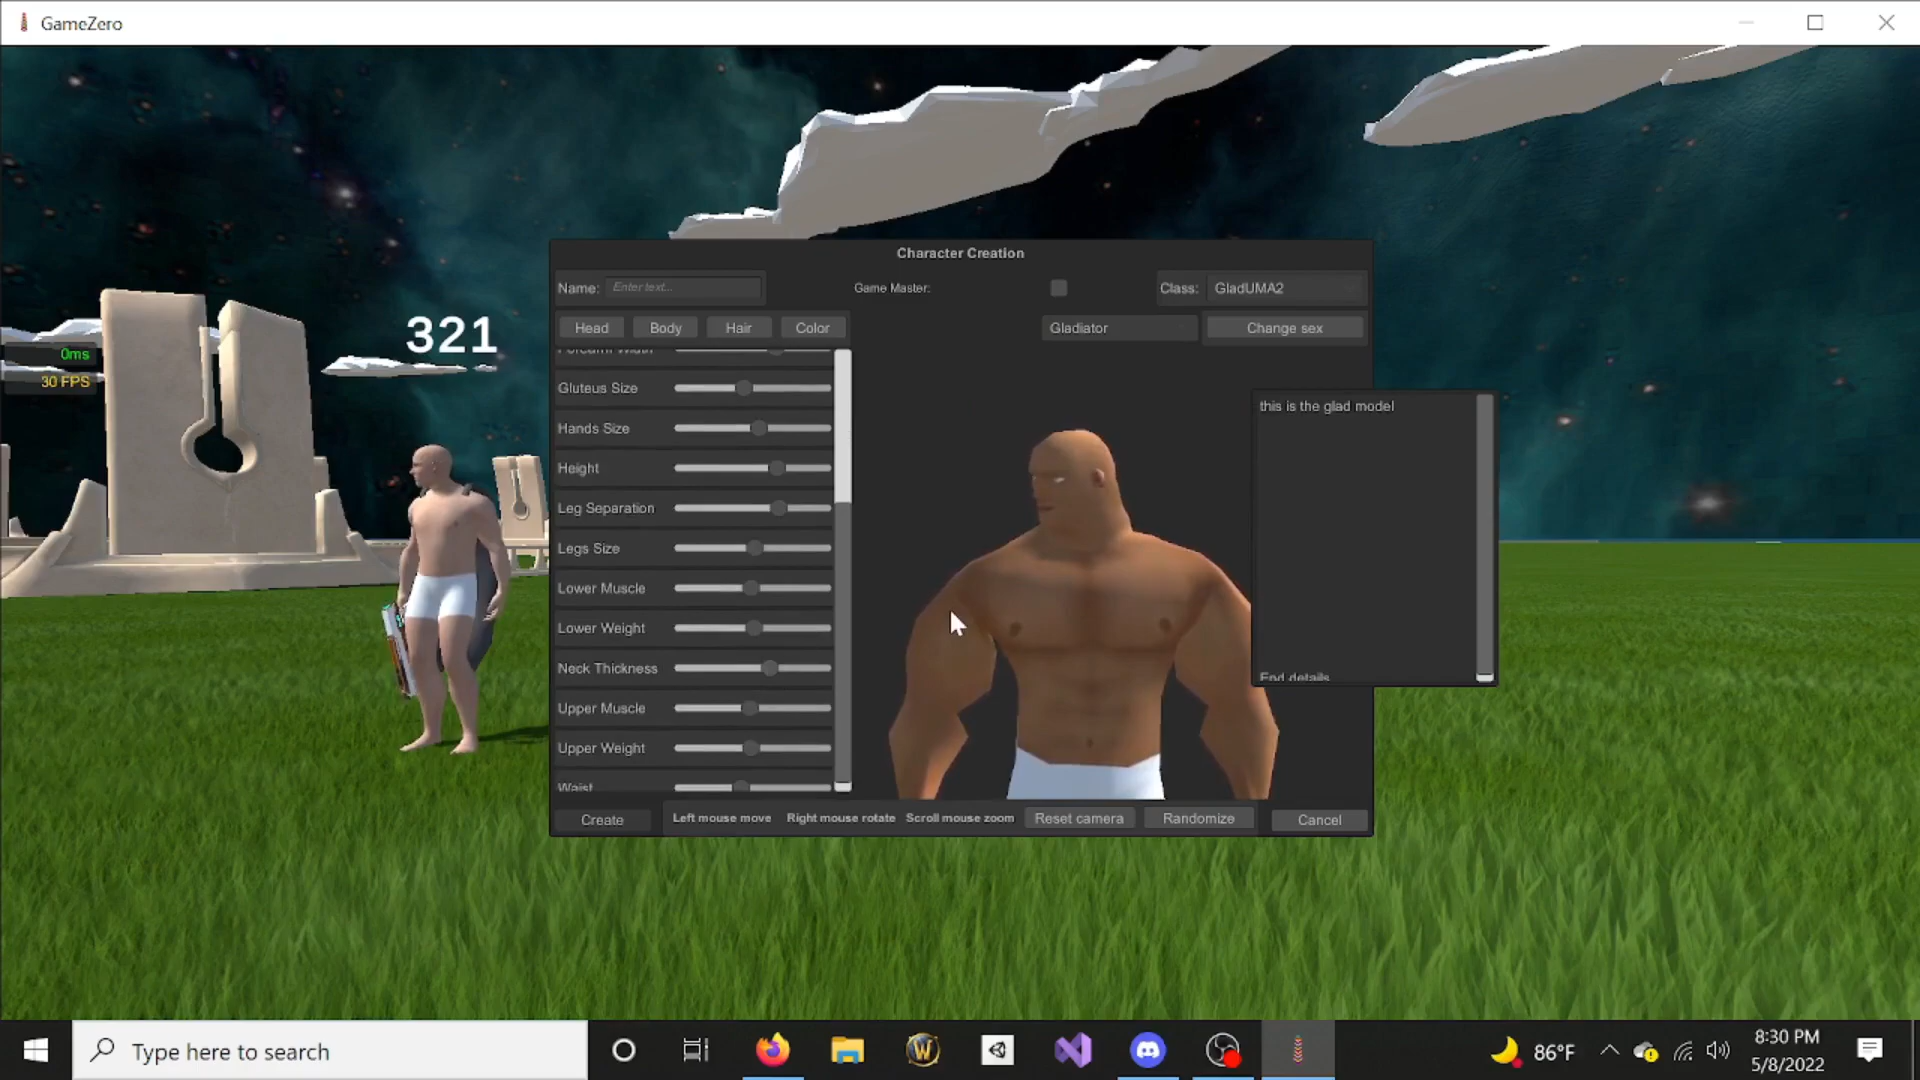 GameZero
321
0ms
30 FPS
Character Creation
Name: Enter text...
Game Master:
Class: GladUMA2
Head Body Hair Color
Gladiator
Change sex
Forearm Width
Gluteus Size
Hands Size
Height
Leg Separation
Legs Size
Lower Muscle
Lower Weight
Neck Thickness
Upper Muscle
Upper Weight
Waist
this is the glad model
End details
Create
Left mouse move Right mouse rotate Scroll mouse zoom
Reset camera
Randomize
Cancel
Type here to search
W
86°F
8:30 PM
5/8/2022